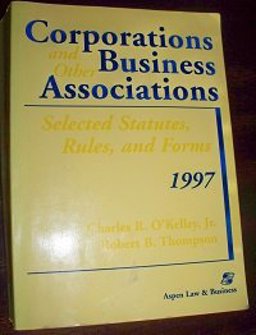 Corporations
and Business
Other
Associations
Selected Statutes,
Rules, and Forms
1997
Charles R. O'Kelley, Jr.
Robert B. Thompson
Aspen Law & Business